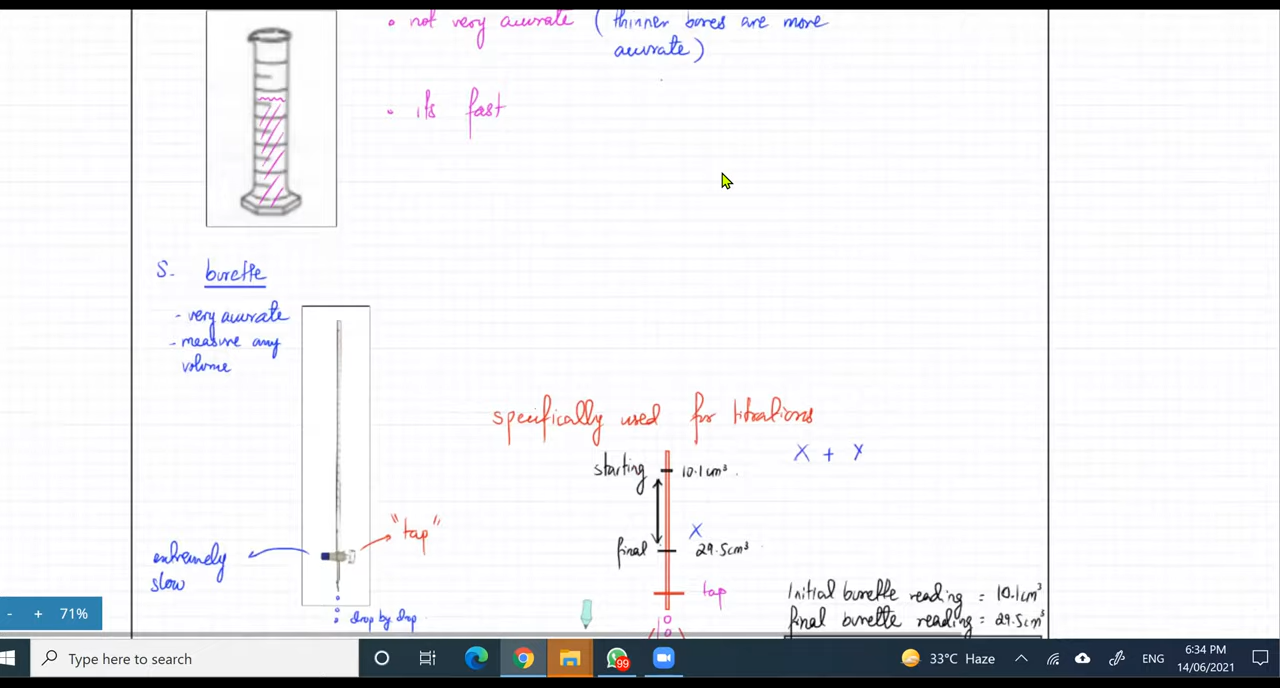 • not very accurate (thinner bores are more
accurate)
• it's fast
5. burette
- very accurate
- measure any
volume
specifically used for titrations
X + Y
starting
10.1cm³
"tap"
X
final
29.5cm³
extremely
slow
tap
drop by drop
Initial burette reading = 10.1cm³
final burette reading = 29.5cm³
- + 71%
Type here to search
99
33°C Haze
ENG
6:34 PM
14/06/2021